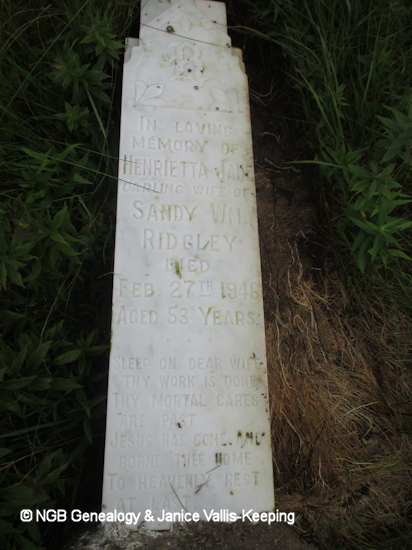 R
IN LOVING
MEMORY OF
HENRIETTA JANE
DARLING WIFE OF
SANDY WM.
RIDGLEY
DIED
FEB. 27TH 1946
AGED 53 YEARS.
SLEEP ON DEAR WIFE
THY WORK IS DONE
THY MORTAL CARES
ARE PAST
JESUS HAS COME AND
BORNE THEE HOME
TO HEAVENLY REST
AT LAST
© NGB Genealogy & Janice Vallis-Keeping